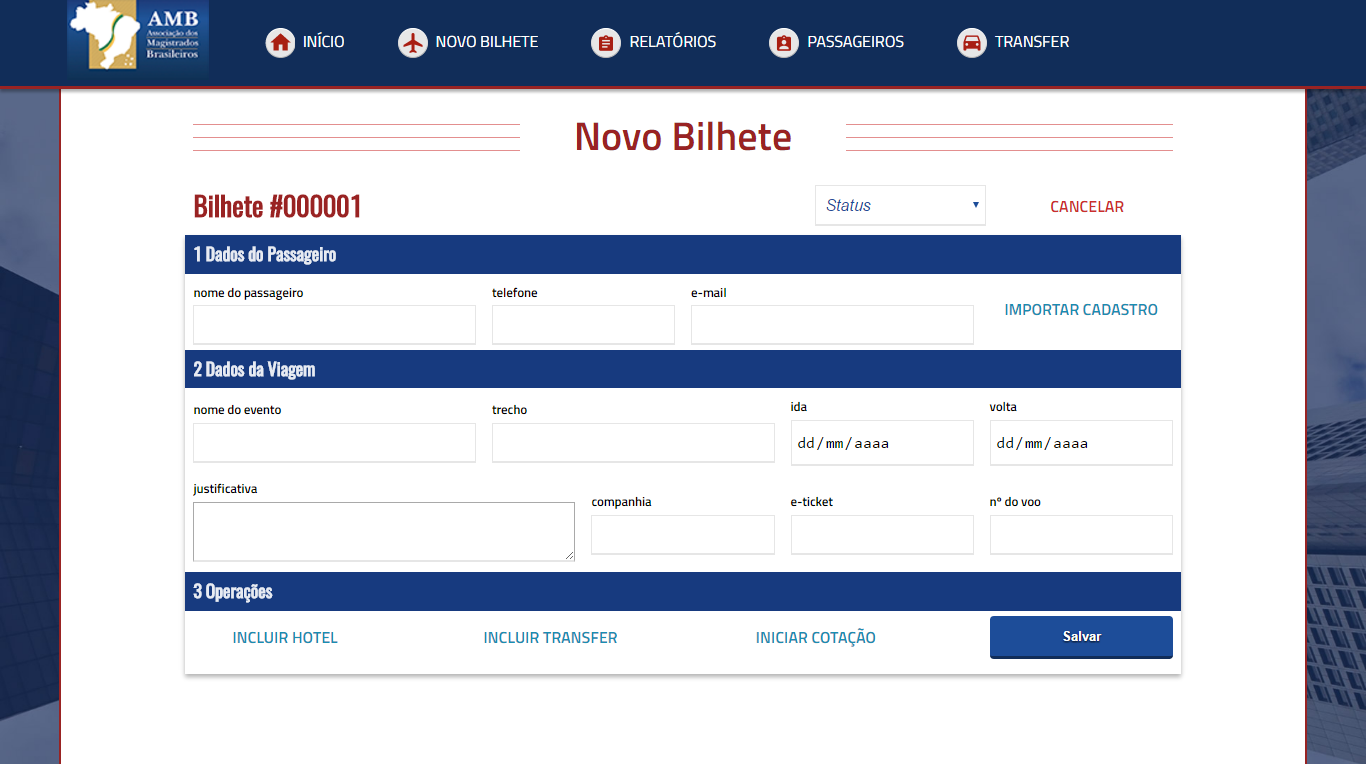 AMB
Associação dos
Magistrados
Brasileiros
INÍCIO
NOVO BILHETE
RELATÓRIOS
PASSAGEIROS
TRANSFER
Novo Bilhete
Bilhete #000001
Status
CANCELAR
1 Dados do Passageiro
nome do passageiro
telefone
e-mail
IMPORTAR CADASTRO
2 Dados da Viagem
nome do evento
trecho
ida
volta
dd/mm/aaaa
dd/mm/aaaa
justificativa
companhia
e-ticket
nº do voo
3 Operações
INCLUIR HOTEL
INCLUIR TRANSFER
INICIAR COTAÇÃO
Salvar